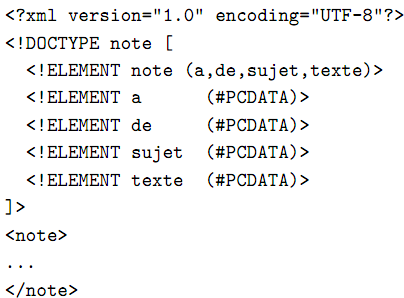 <?xml version="1.0" encoding="UTF-8"?>
<!DOCTYPE note [
  <!ELEMENT note (a,de,sujet,texte)>
  <!ELEMENT a      (#PCDATA)>
  <!ELEMENT de     (#PCDATA)>
  <!ELEMENT sujet  (#PCDATA)>
  <!ELEMENT texte  (#PCDATA)>
]>
<note>
...
</note>